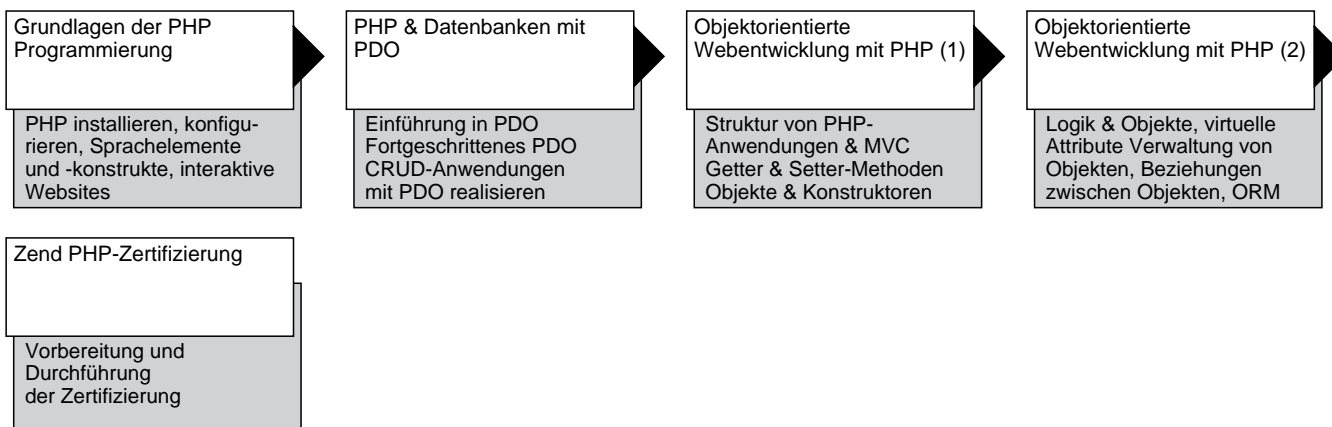 Grundlagen der PHP
Programmierung
PHP installieren, konfigu-
rieren, Sprachelemente
und -konstrukte, interaktive
Websites
PHP & Datenbanken mit
PDO
Einführung in PDO
Fortgeschrittenes PDO
CRUD-Anwendungen
mit PDO realisieren
Objektorientierte
Webentwicklung mit PHP (1)
Struktur von PHP-
Anwendungen & MVC
Getter & Setter-Methoden
Objekte & Konstruktoren
Objektorientierte
Webentwicklung mit PHP (2)
Logik & Objekte, virtuelle
Attribute Verwaltung von
Objekten, Beziehungen
zwischen Objekten, ORM
Zend PHP-Zertifizierung
Vorbereitung und
Durchführung
der Zertifizierung